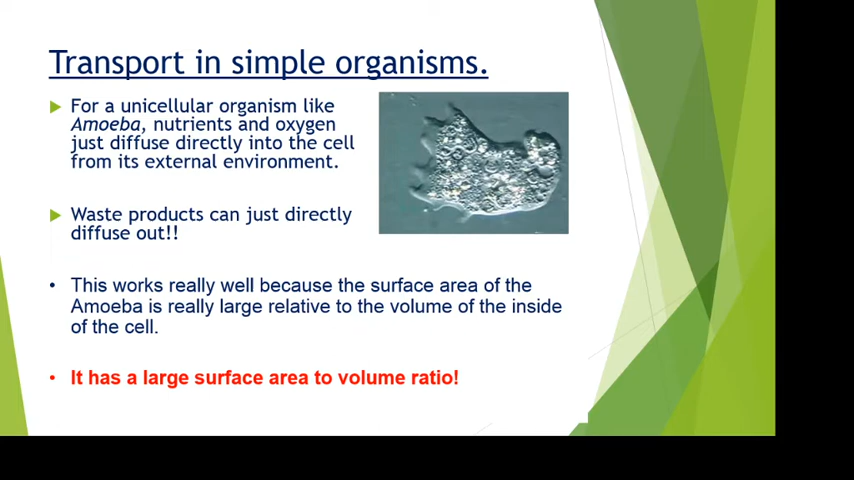 Transport in simple organisms.
For a unicellular organism like
Amoeba, nutrients and oxygen
just diffuse directly into the cell
from its external environment.
Waste products can just directly
diffuse out!!
• This works really well because the surface area of the
Amoeba is really large relative to the volume of the inside
of the cell.
• It has a large surface area to volume ratio!